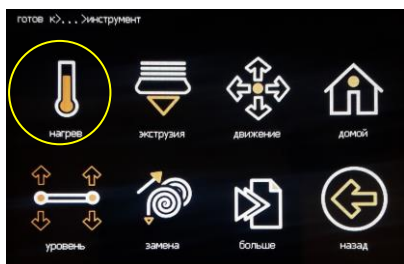 готов к>... >инструмент
нагрев
экструзия
движение
домой
уровень
замена
больше
назад